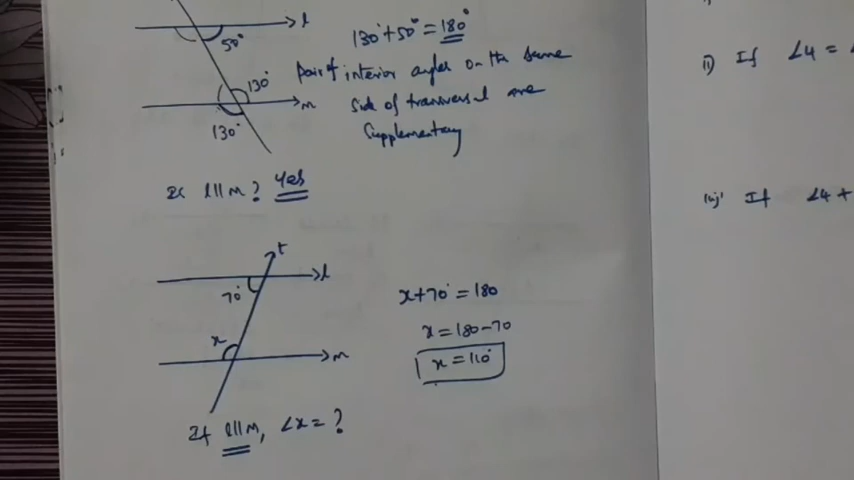 l
50°
130°+50°=180°
130°
pair of interior angles on the same
m
side of transversal are
130°
supplementary
Is l||m? Yes
t
l
70°
x+70°=180
x=180-70
x
m
x=110°
If l||m, ∠x=?
ii) If ∠4=
iii) If ∠4+